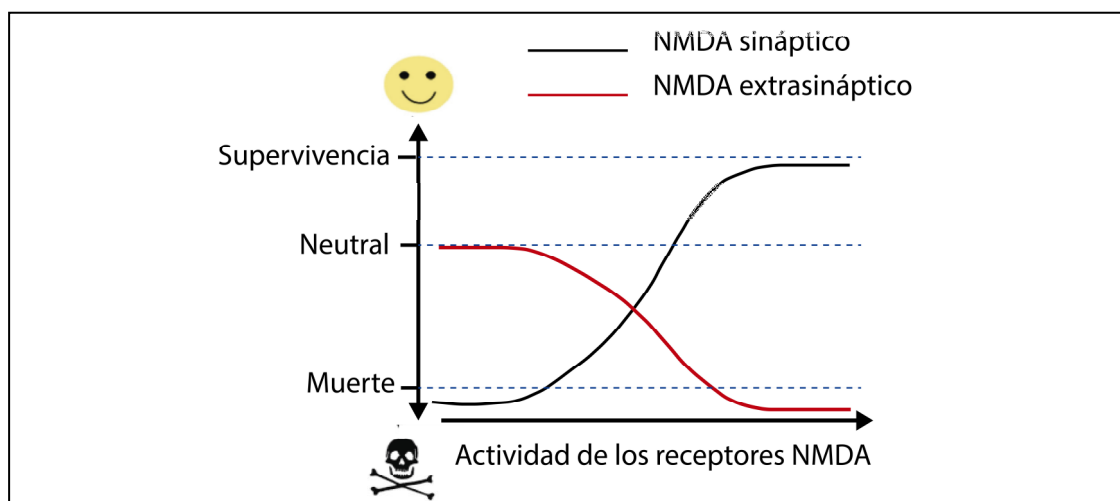 NMDA sináptico
NMDA extrasináptico
Supervivencia
Neutral
Muerte
Actividad de los receptores NMDA